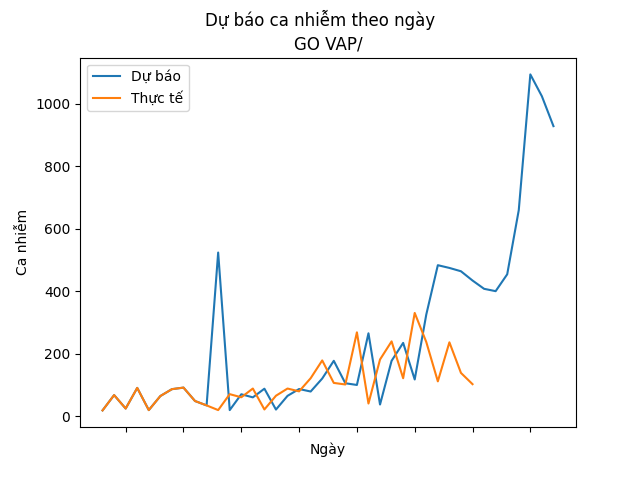 Dự báo ca nhiễm theo ngày
GO VAP/
Dự báo
Thực tế
1000
800
600
400
200
0
Ca nhiễm
Ngày